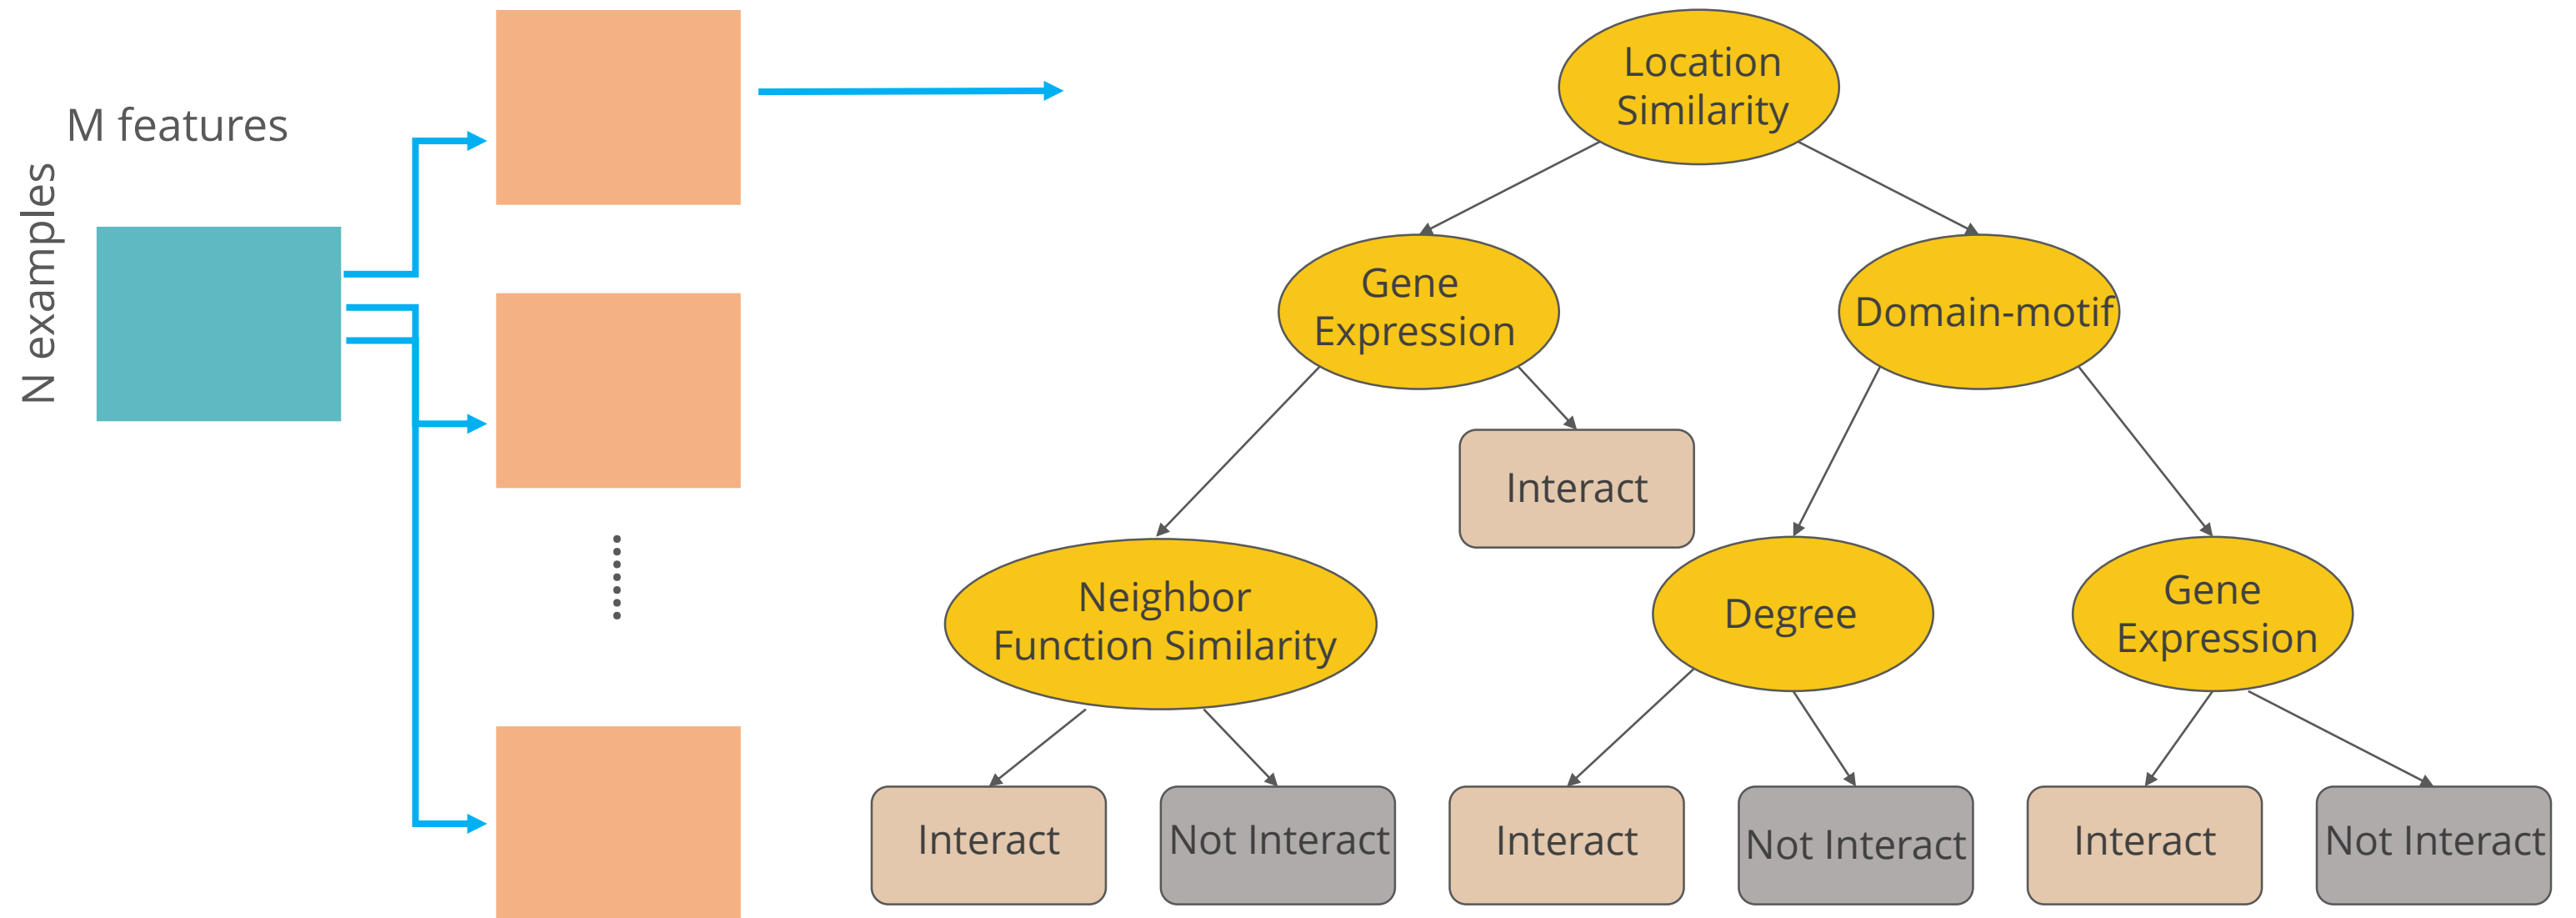 M features
N examples
Location
Similarity
Gene
Expression
Domain-motif
Interact
Neighbor
Function Similarity
Degree
Gene
Expression
Interact
Not Interact
Interact
Not Interact
Interact
Not Interact